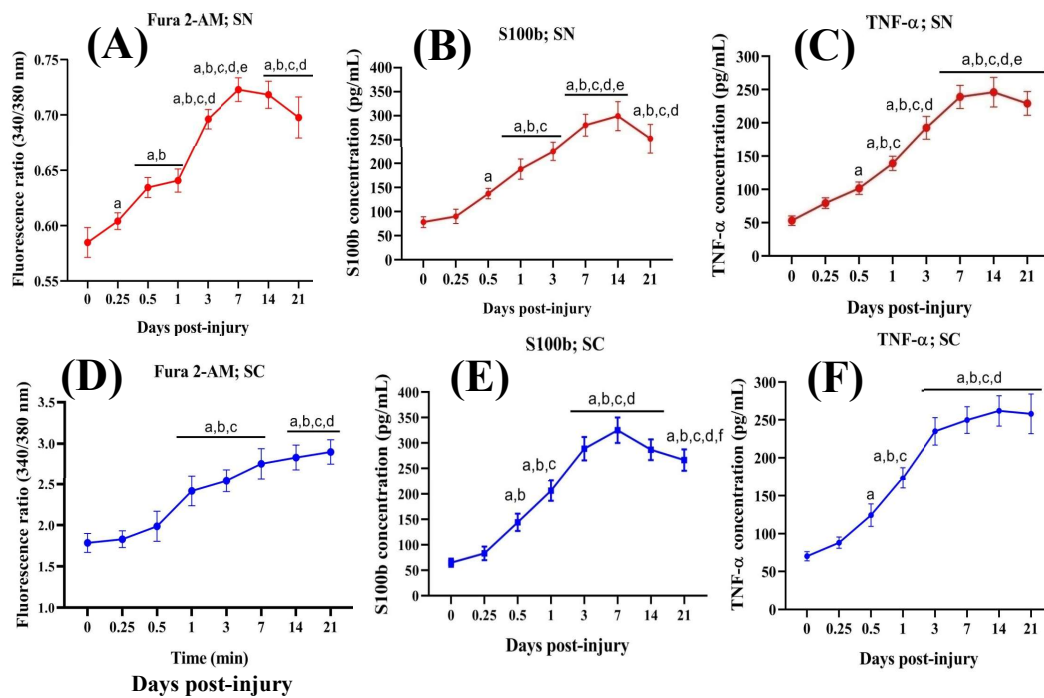 (A)
Fura 2-AM; SN
Fluorescence ratio (340/380 nm)
0.75
0.70
0.65
0.60
0.55
a
a,b
a,b,c,d
a,b,c,d,e
a,b,c,d
0 0.25 0.5 1 3 7 14 21
Days post-injury
(B)
S100b; SN
S100b concentration (pg/mL)
400
350
300
250
200
150
100
50
0
a
a,b,c
a,b,c,d,e
a,b,c,d
0 0.25 0.5 1 3 7 14 21
Days post-injury
(C)
TNF-α; SN
TNF-α concentration (pg/mL)
300
250
200
150
100
50
0
a
a,b,c
a,b,c,d
a,b,c,d,e
0 0.25 0.5 1 3 7 14 21
Days post-injury
(D)
Fura 2-AM; SC
Fluorescence ratio (340/380 nm)
3.5
3.0
2.5
2.0
1.5
1.0
a,b,c
a,b,c,d
0 0.25 0.5 1 3 7 14 21
Time (min)
Days post-injury
(E)
S100b; SC
S100b concentration (pg/mL)
400
350
300
250
200
150
100
50
0
a,b
a,b,c
a,b,c,d
a,b,c,d,f
0 0.25 0.5 1 3 7 14 21
Days post-injury
(F)
TNF-α; SC
TNF-α concentration (pg/mL)
300
250
200
150
100
50
0
a
a,b,c
a,b,c,d
0 0.25 0.5 1 3 7 14 21
Days post-injury